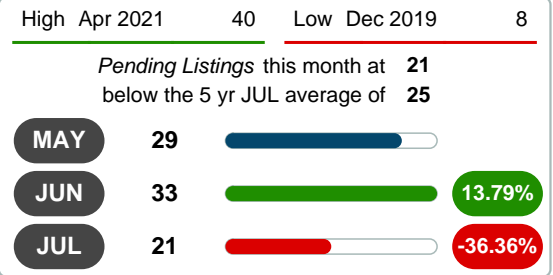 High Apr 2021 40 Low Dec 2019 8
Pending Listings this month at 21
below the 5 yr JUL average of 25
MAY 29
JUN 33 13.79%
JUL 21 -36.36%